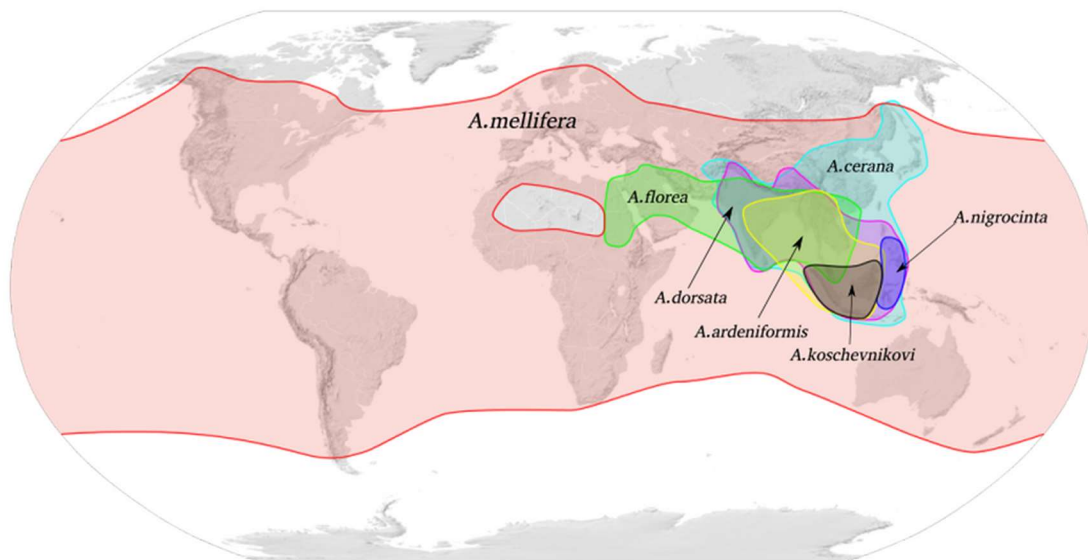 A.mellifera
A.cerana
A.florea
A.nigrocinta
A.dorsata
A.ardeniformis
A.koschevnikovi